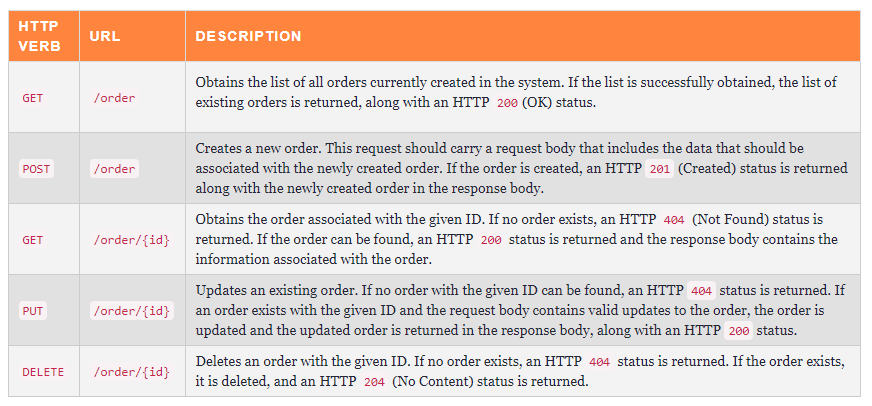 HTTP VERB URL DESCRIPTION
GET /order Obtains the list of all orders currently created in the system. If the list is successfully obtained, the list of
existing orders is returned, along with an HTTP 200 (OK) status.
POST /order Creates a new order. This request should carry a request body that includes the data that should be
associated with the newly created order. If the order is created, an HTTP 201 (Created) status is returned
along with the newly created order in the response body.
GET /order/{id} Obtains the order associated with the given ID. If no order exists, an HTTP 404 (Not Found) status is
returned. If the order can be found, an HTTP 200 status is returned and the response body contains the
information associated with the order.
PUT /order/{id} Updates an existing order. If no order with the given ID can be found, an HTTP 404 status is returned. If
an order exists with the given ID and the request body contains valid updates to the order, the order is
updated and the updated order is returned in the response body, along with an HTTP 200 status.
DELETE /order/{id} Deletes an order with the given ID. If no order exists, an HTTP 404 status is returned. If the order exists,
it is deleted, and an HTTP 204 (No Content) status is returned.